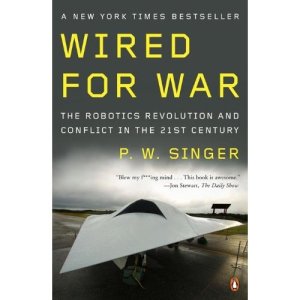 A NEW YORK TIMES BESTSELLER
WIRED
FOR WAR
THE ROBOTICS REVOLUTION AND
CONFLICT IN THE 21ST CENTURY
P. W. SINGER
"Blew my f***ing mind . . . This book is awesome."
—Jon Stewart, The Daily Show